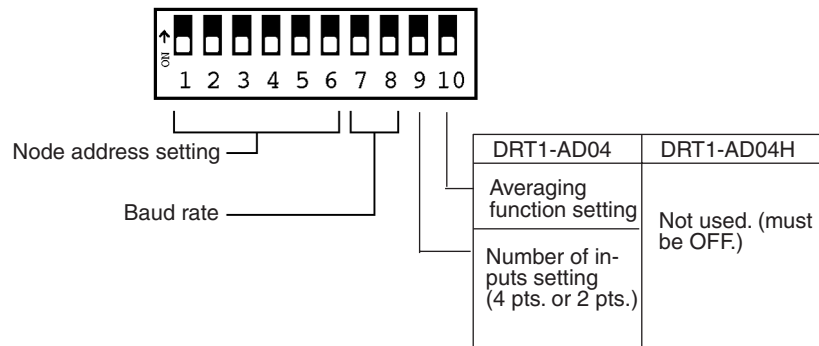 ON
1 2 3 4 5 6 7 8 9 10
Node address setting
Baud rate
DRT1-AD04 DRT1-AD04H
Averaging
function setting
Number of in-
puts setting
(4 pts. or 2 pts.)
Not used. (must
be OFF.)